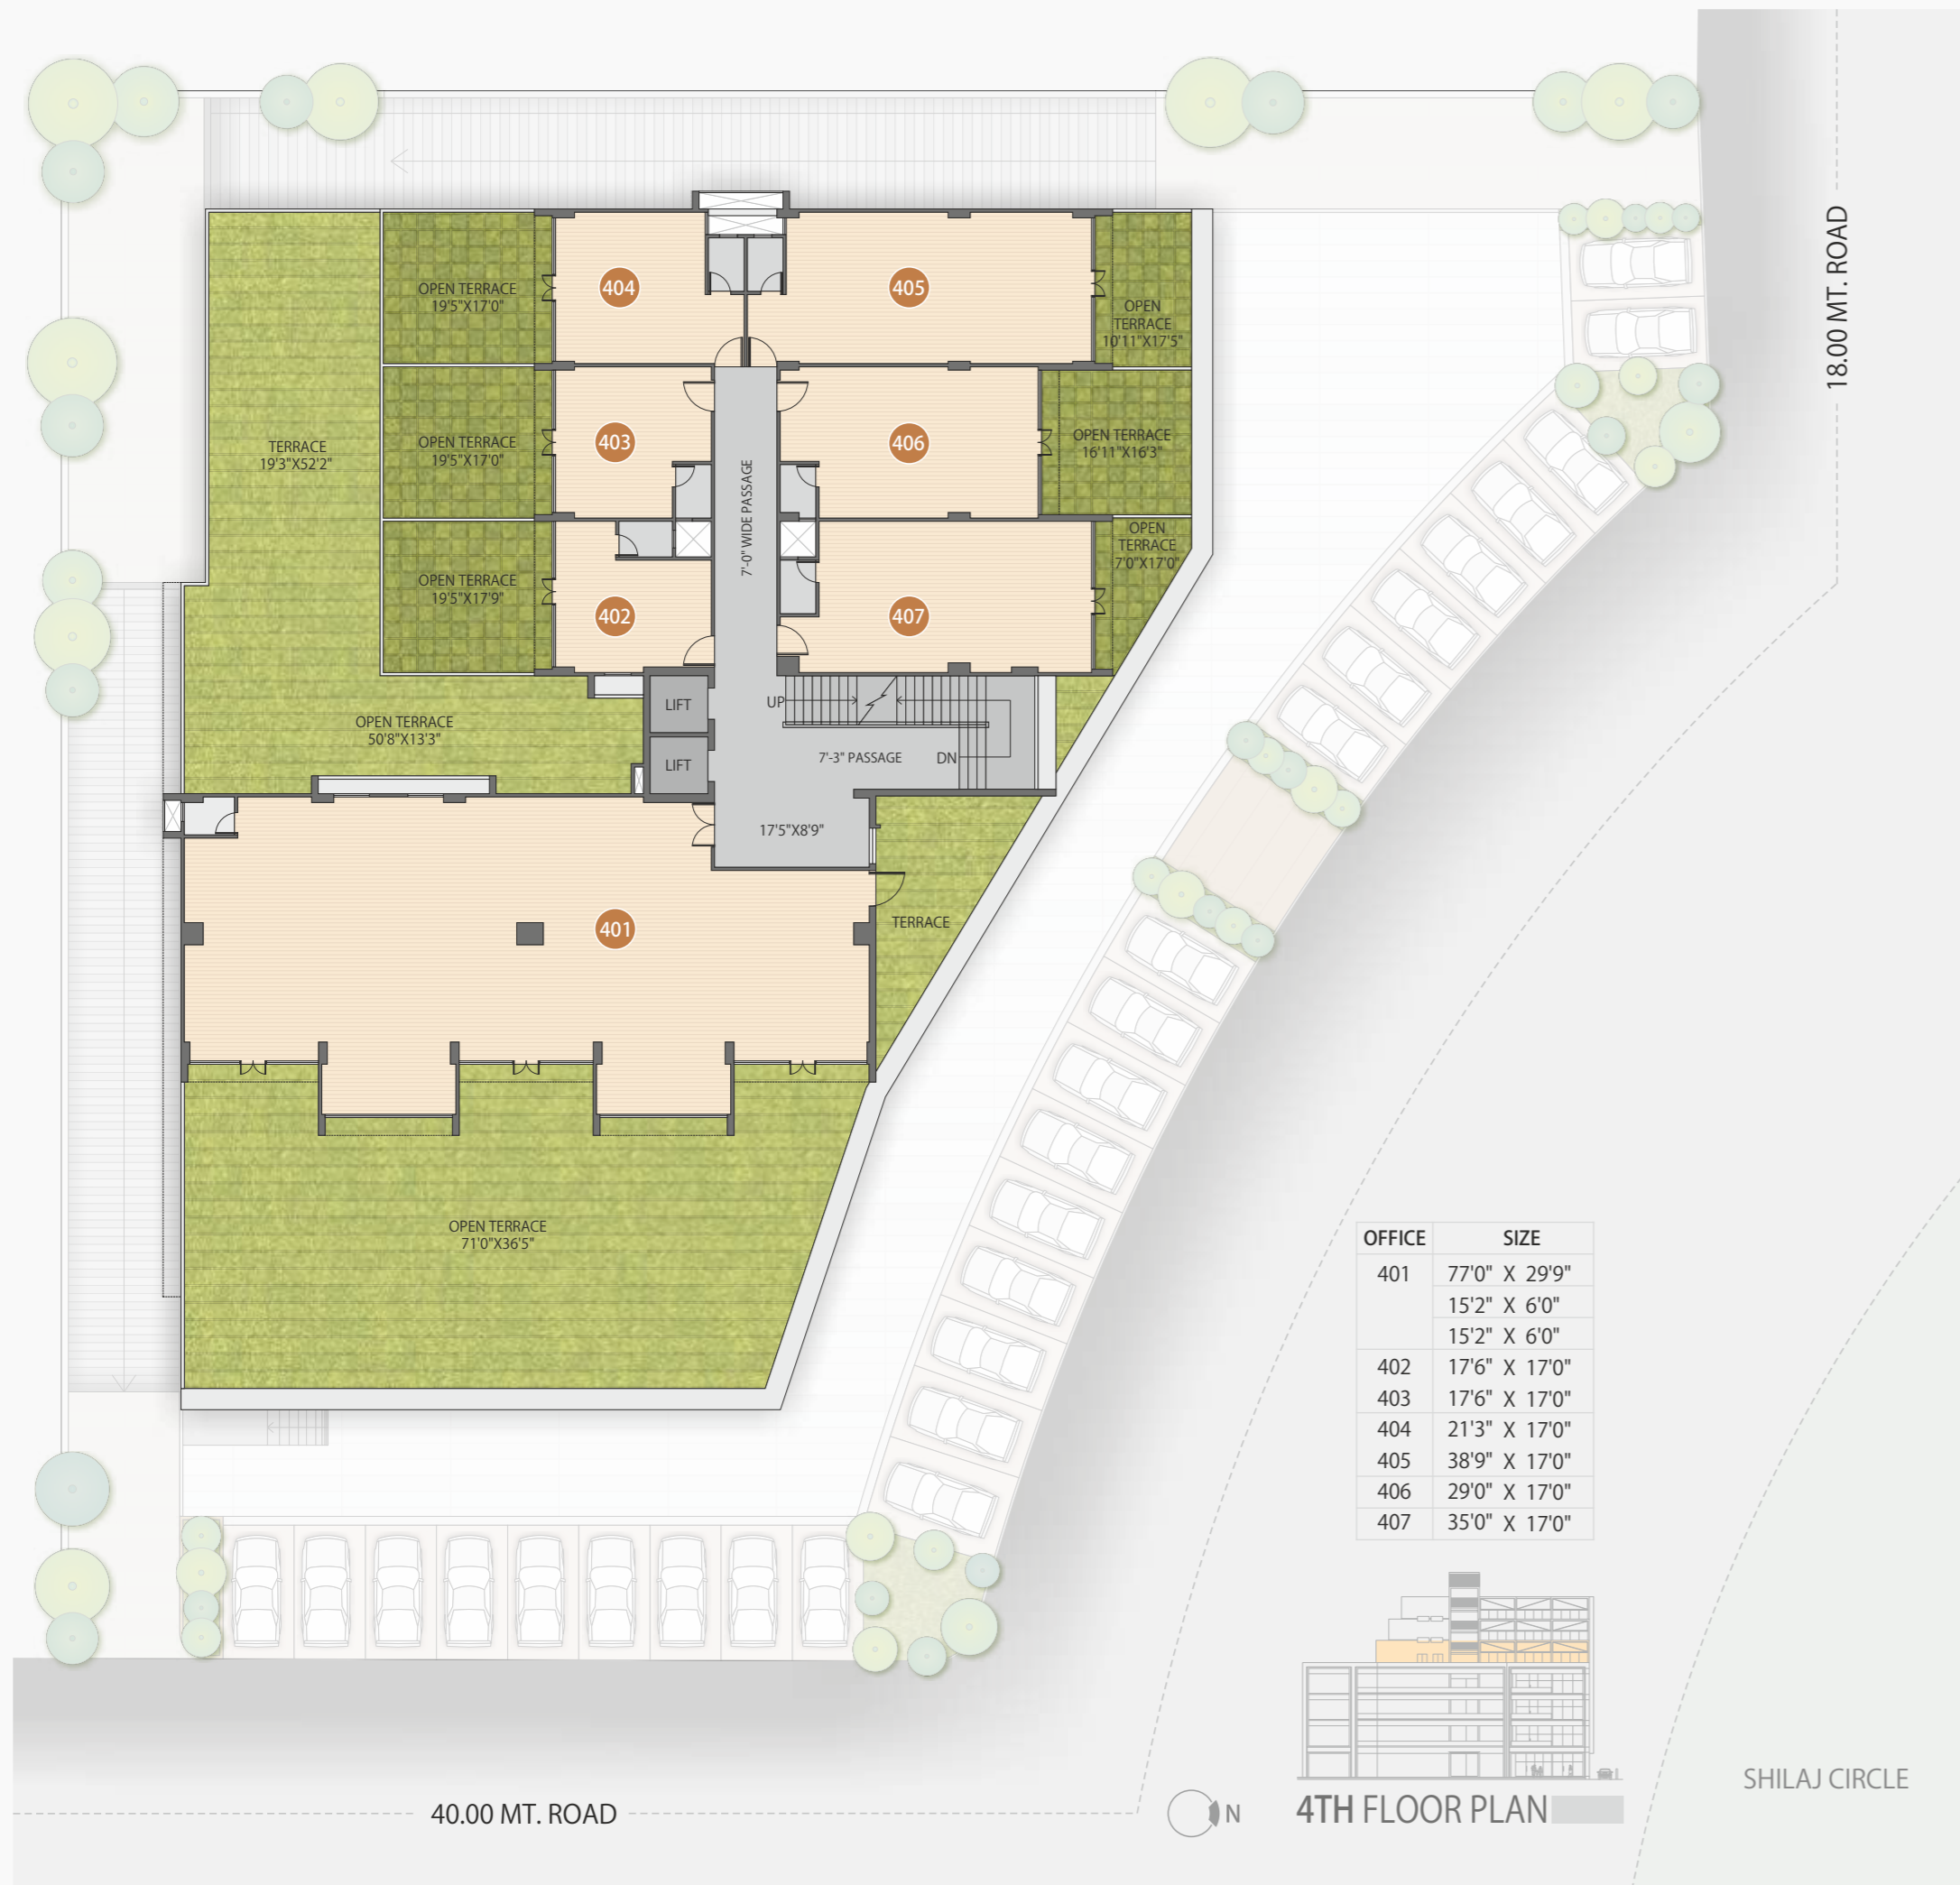 18.00 MT. ROAD
404
405
OPEN TERRACE
19'5"X17'0"
OPEN
TERRACE
10'11"X17'5"
TERRACE
19'3"X52'2"
OPEN TERRACE
19'5"X17'0"
403
7'-0" WIDE PASSAGE
406
OPEN TERRACE
16'11"X16'3"
OPEN TERRACE
19'5"X17'9"
402
407
OPEN
TERRACE
7'0"X17'0"
OPEN TERRACE
50'8"X13'3"
LIFT
LIFT
UP
7'-3" PASSAGE
DN
17'5"X8'9"
401
TERRACE
OPEN TERRACE
71'0"X36'5"
OFFICE SIZE
401 77'0" X 29'9"
15'2" X 6'0"
15'2" X 6'0"
402 17'6" X 17'0"
403 17'6" X 17'0"
404 21'3" X 17'0"
405 38'9" X 17'0"
406 29'0" X 17'0"
407 35'0" X 17'0"
SHILAJ CIRCLE
40.00 MT. ROAD
N
4TH FLOOR PLAN